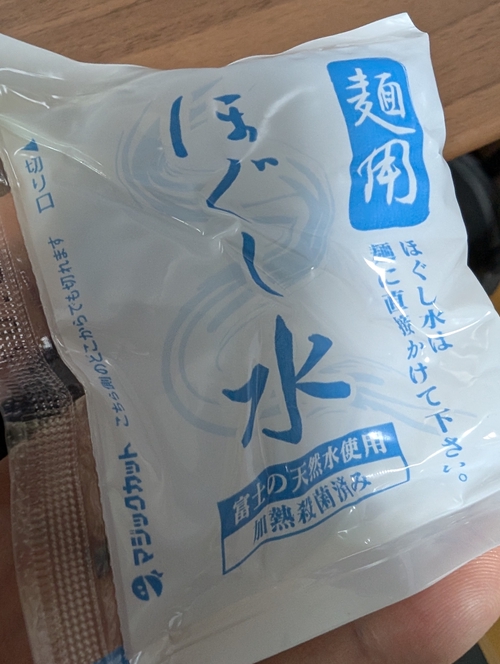 麺用
ほぐし水
ほぐし水は
麺に直接かけて下さい。
富士の天然水使用
加熱殺菌済み
切り口
マジックカット こちら側のどこからでも切れます